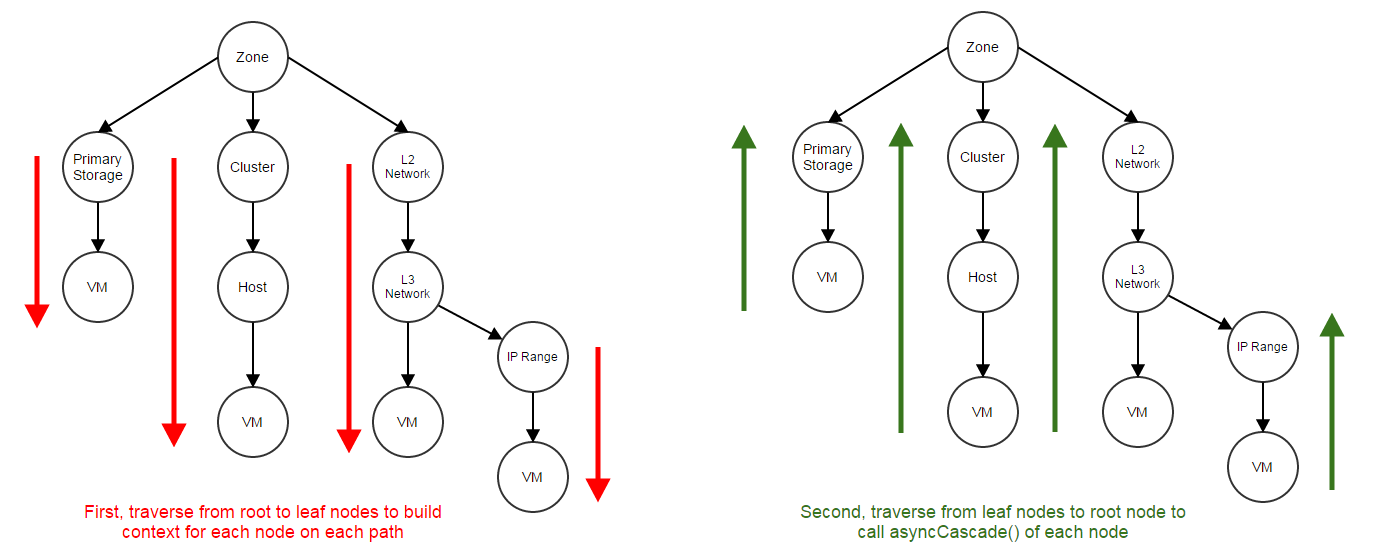 Zone
Primary
Storage
Cluster
L2
Network
VM
Host
L3
Network
IP Range
VM
VM
VM
First, traverse from root to leaf nodes to build
context for each node on each path
Zone
Primary
Storage
Cluster
L2
Network
VM
Host
L3
Network
IP Range
VM
VM
VM
Second, traverse from leaf nodes to root node to
call asyncCascade() of each node